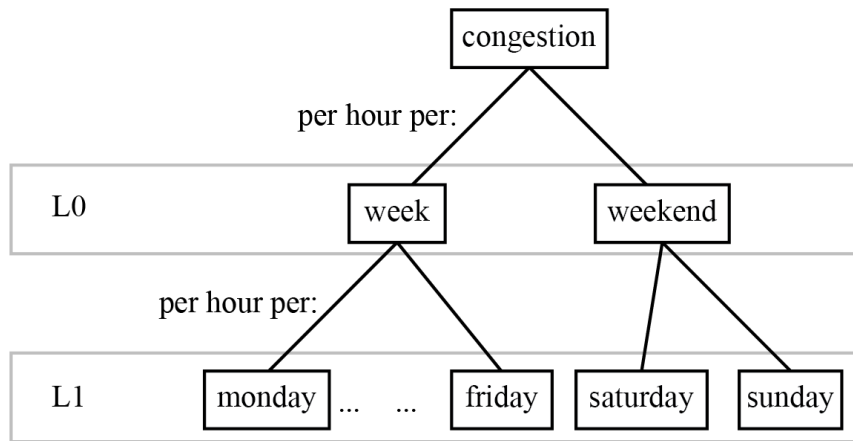 congestion
per hour per:
L0
week
weekend
per hour per:
L1
monday
... ...
friday
saturday
sunday